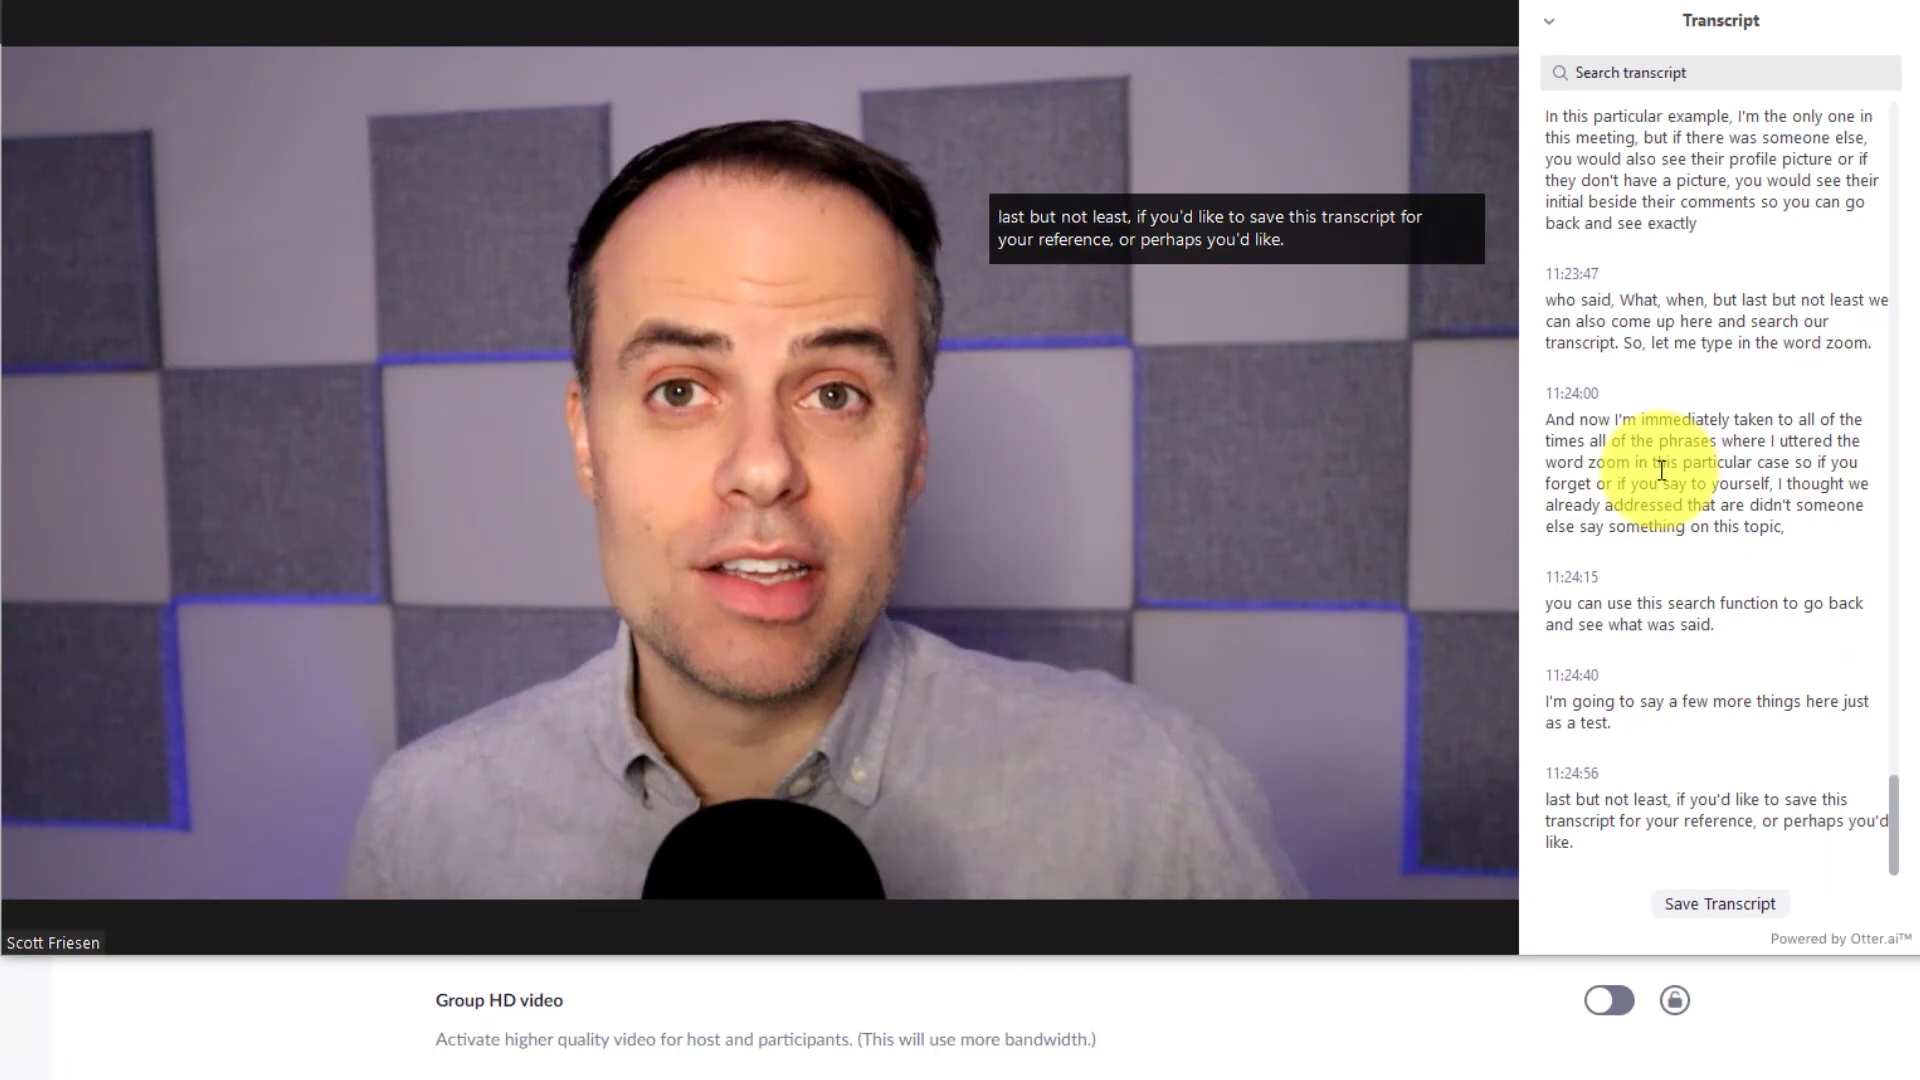 last but not least, if you'd like to save this transcript for
your reference, or perhaps you'd like.
Scott Friesen
Transcript
Search transcript
In this particular example, I'm the only one in
this meeting, but if there was someone else,
you would also see their profile picture or if
they don't have a picture, you would see their
initial beside their comments so you can go
back and see exactly
11:23:47
who said, What, when, but last but not least we
can also come up here and search our
transcript. So, let me type in the word zoom.
11:24:00
And now I'm immediately taken to all of the
times all of the phrases where I uttered the
word zoom in this particular case so if you
forget or if you say to yourself, I thought we
already addressed that are didn't someone
else say something on this topic,
11:24:15
you can use this search function to go back
and see what was said.
11:24:40
I'm going to say a few more things here just
as a test.
11:24:56
last but not least, if you'd like to save this
transcript for your reference, or perhaps you'd
like.
Save Transcript
Powered by Otter.ai™
Group HD video
Activate higher quality video for host and participants. (This will use more bandwidth.)